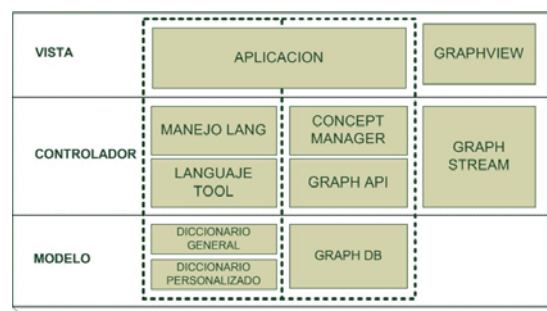 VISTA
APLICACION
GRAPHVIEW
CONTROLADOR
MANEJO LANG
CONCEPT
MANAGER
GRAPH
STREAM
LANGUAJE
TOOL
GRAPH API
MODELO
DICCIONARIO
GENERAL
DICCIONARIO
PERSONALIZADO
GRAPH DB